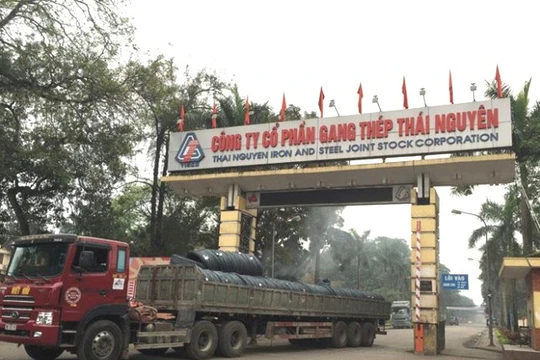 CÔNG TY CỔ PHẦN GANG THÉP THÁI NGUYÊN
THAI NGUYEN IRON AND STEEL JOINT STOCK CORPORATION
LỐI VÀO